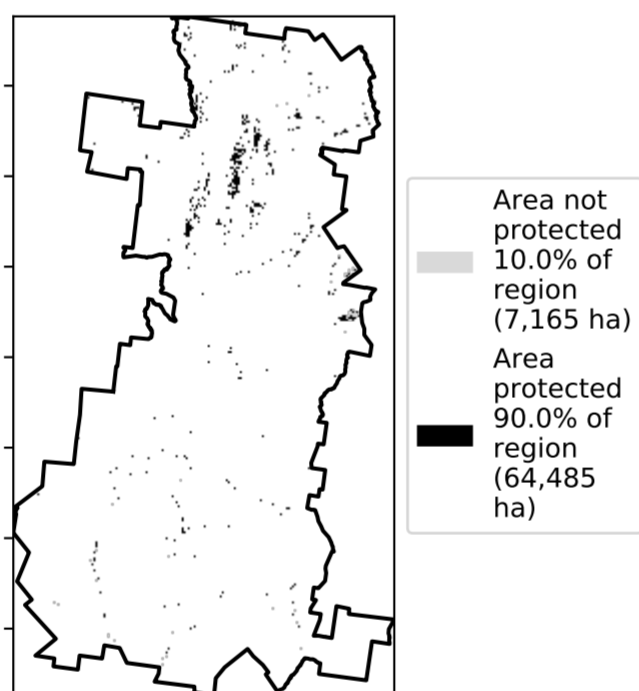 Area not
protected
10.0% of
region
(7,165 ha)
Area
protected
90.0% of
region
(64,485
ha)